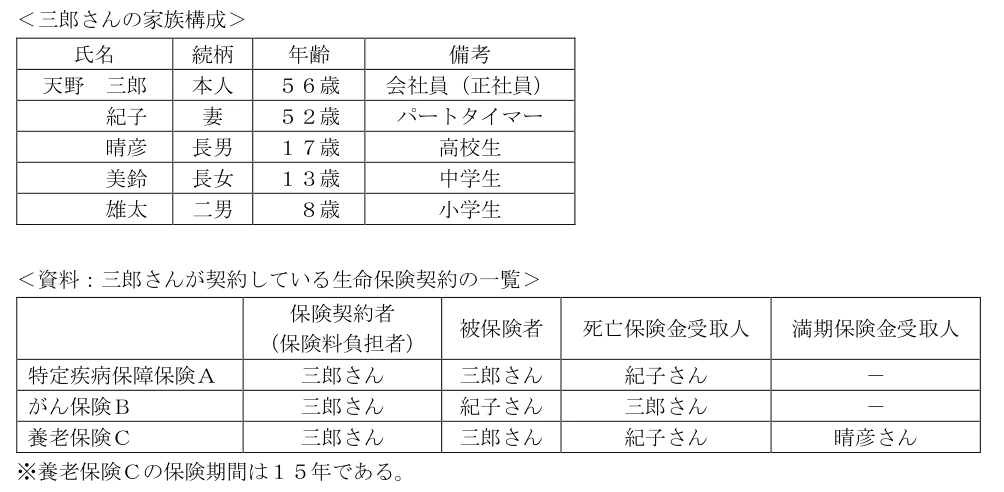 ＜三郎さんの家族構成＞
氏名 続柄 年齢 備考
天野 三郎 本人 ５６歳 会社員（正社員）
紀子 妻 ５２歳 パートタイマー
晴彦 長男 １７歳 高校生
美鈴 長女 １３歳 中学生
雄太 二男 ８歳 小学生
＜資料：三郎さんが契約している生命保険契約の一覧＞
保険契約者（保険料負担者） 被保険者 死亡保険金受取人 満期保険金受取人
特定疾病保障保険Ａ 三郎さん 三郎さん 紀子さん －
がん保険Ｂ 三郎さん 紀子さん 三郎さん －
養老保険Ｃ 三郎さん 三郎さん 紀子さん 晴彦さん
※養老保険Ｃの保険期間は１５年である。